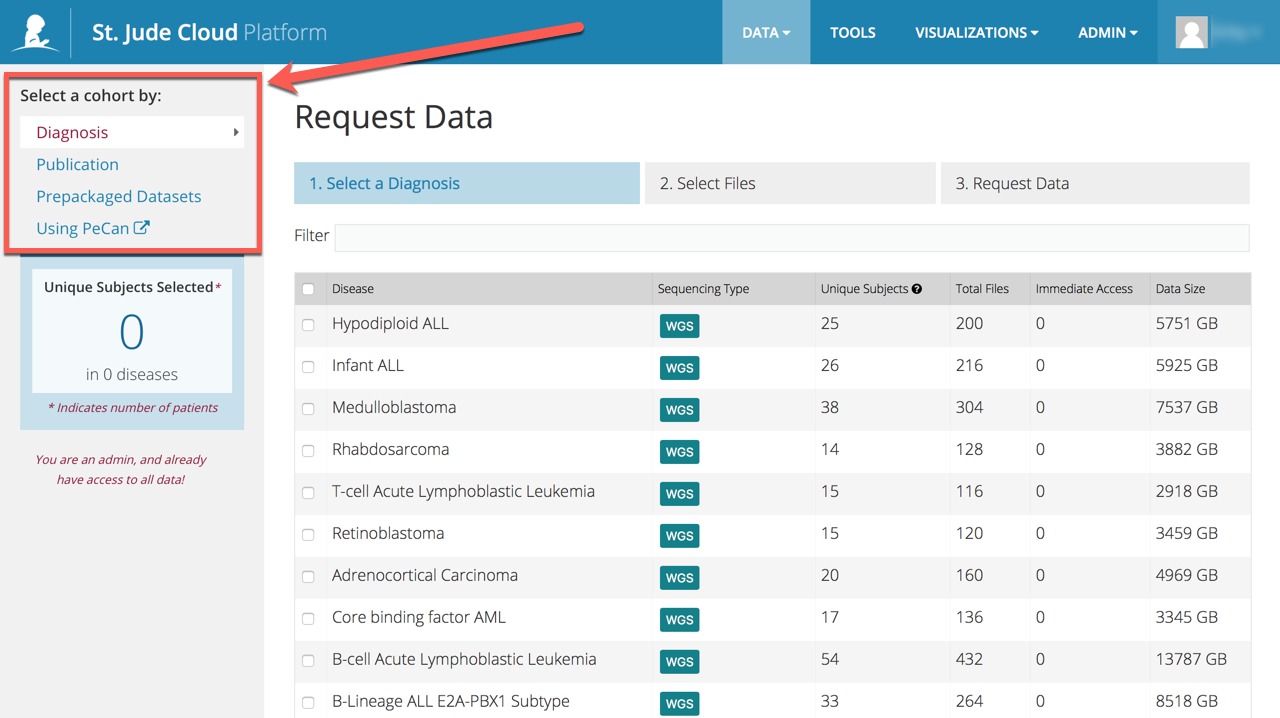 St. Jude Cloud Platform
DATA
TOOLS
VISUALIZATIONS
ADMIN
Select a cohort by:
Diagnosis
Publication
Prepackaged Datasets
Using PeCan
Unique Subjects Selected*
0
in 0 diseases
* Indicates number of patients
You are an admin, and already
have access to all data!
Request Data
1. Select a Diagnosis 2. Select Files 3. Request Data
Filter
Disease Sequencing Type Unique Subjects Total Files Immediate Access Data Size
Hypodiploid ALL WGS 25 200 0 5751 GB
Infant ALL WGS 26 216 0 5925 GB
Medulloblastoma WGS 38 304 0 7537 GB
Rhabdosarcoma WGS 14 128 0 3882 GB
T-cell Acute Lymphoblastic Leukemia WGS 15 116 0 2918 GB
Retinoblastoma WGS 15 120 0 3459 GB
Adrenocortical Carcinoma WGS 20 160 0 4969 GB
Core binding factor AML WGS 17 136 0 3345 GB
B-cell Acute Lymphoblastic Leukemia WGS 54 432 0 13787 GB
B-Lineage ALL E2A-PBX1 Subtype WGS 33 264 0 8518 GB